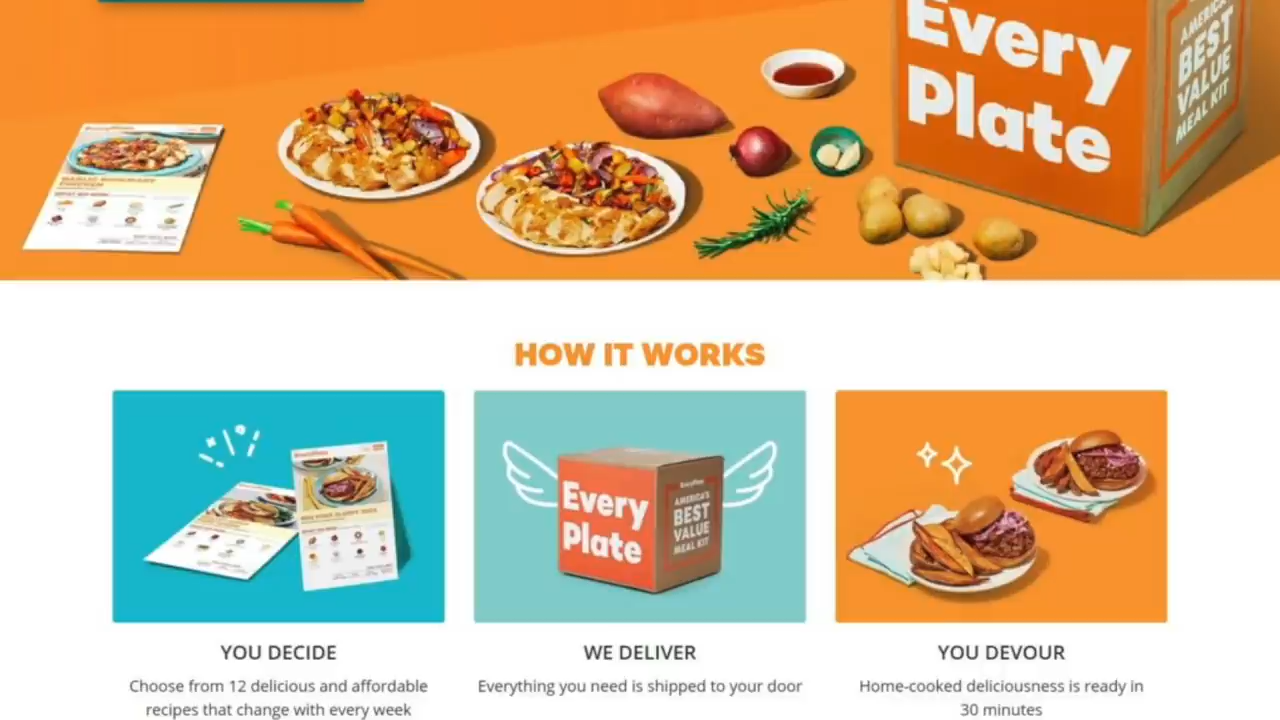 Every
Plate
AMERICA'S
BEST
VALUE
MEAL KIT
HOW IT WORKS
Every
Plate
EveryPlate
AMERICA'S
BEST
VALUE
MEAL KIT
YOU DECIDE
WE DELIVER
YOU DEVOUR
Choose from 12 delicious and affordable
recipes that change with every week
Everything you need is shipped to your door
Home-cooked deliciousness is ready in
30 minutes